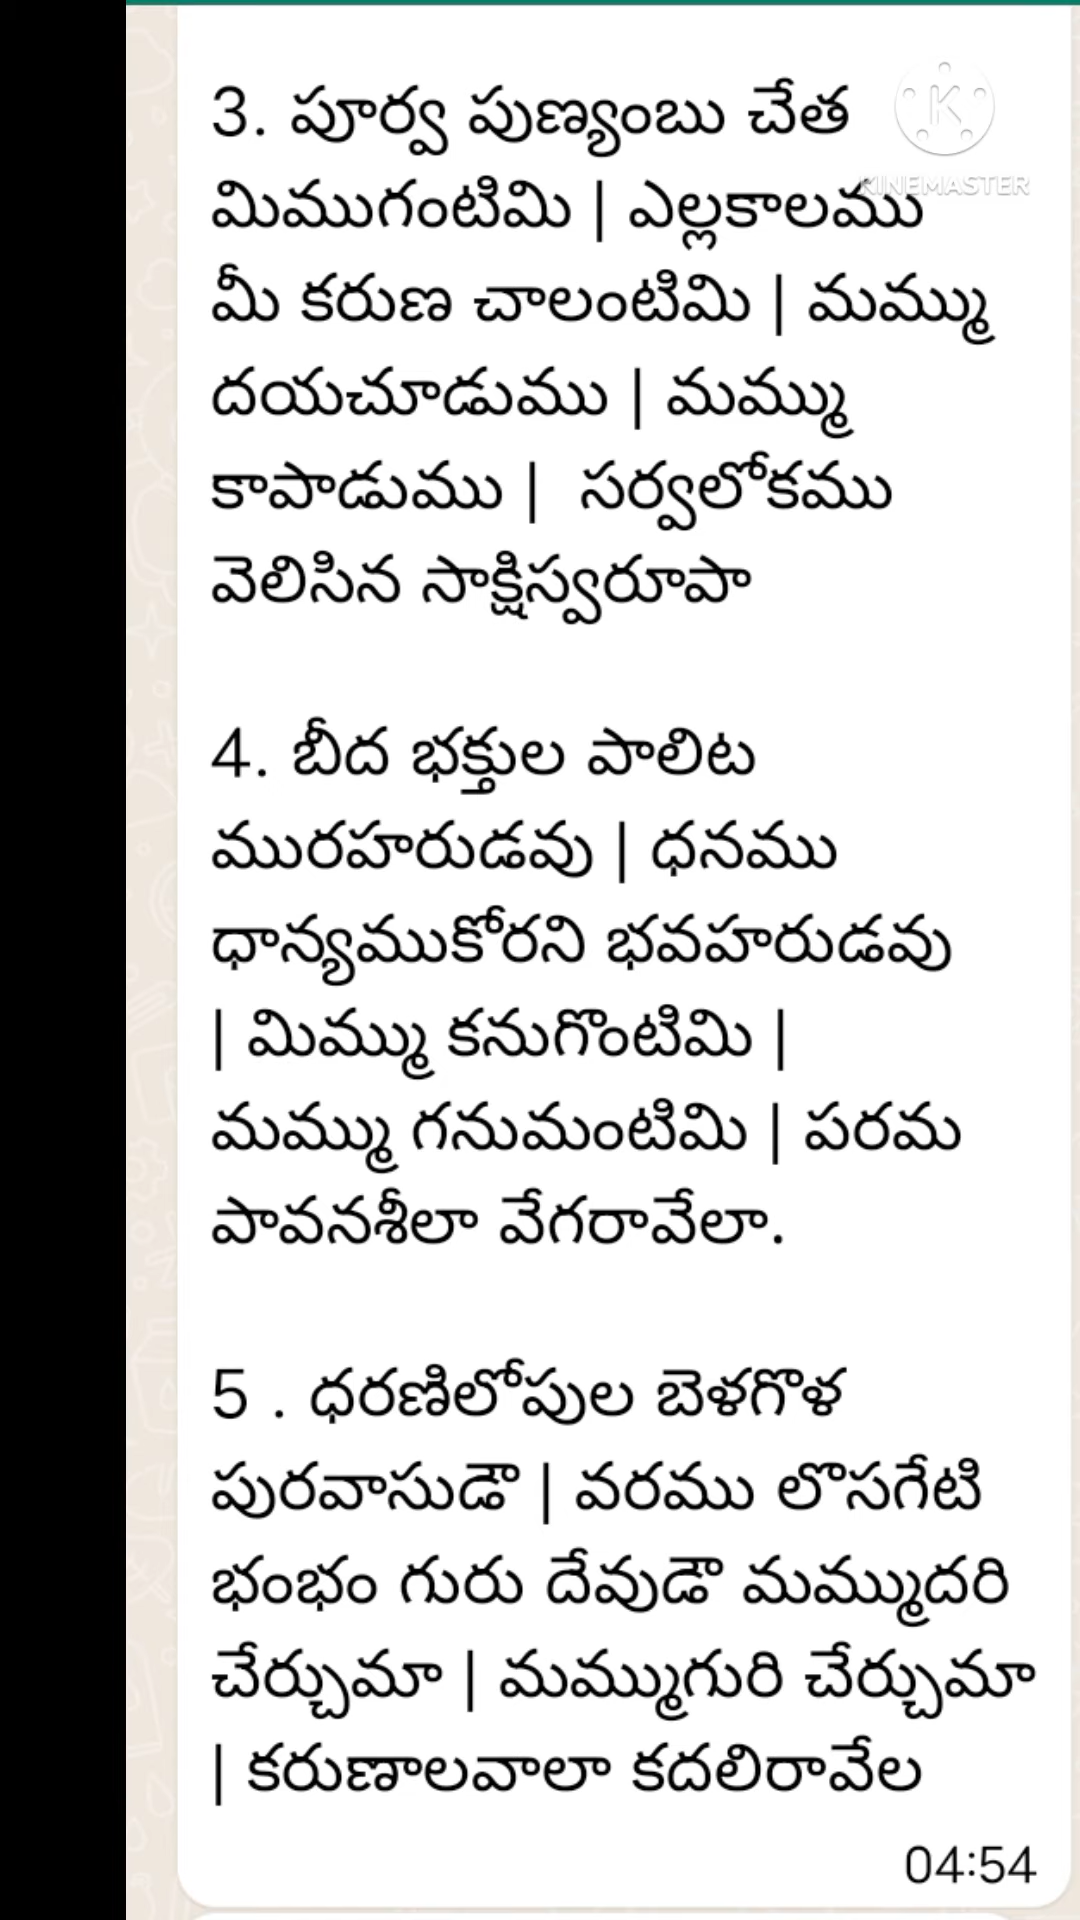 3. పూర్వ పుణ్యంబు చేత
మిముగంటిమి | ఎల్లకాలము
మీ కరుణ చాలంటిమి | మమ్ము
దయచూడుము | మమ్ము
కాపాడుము |  సర్వలోకము
వెలిసిన సాక్షిస్వరూపా
4. బీద భక్తుల పాలిట
మురహరుడవు | ధనము
ధాన్యముకోరని భవహరుడవు
| మిమ్ము కనుగొంటిమి |
మమ్ము గనుమంటిమి | పరమ
పావనశీలా వేగరావేలా.
5 . ధరణిలోపుల బెళగొళ
పురవాసుడౌ | వరము లొసగేటి
భంభం గురు దేవుడౌ మమ్ముదరి
చేర్చుమా | మమ్ముగురి చేర్చుమా
| కరుణాలవాలా కదలిరావేల
04:54
K
KINEMASTER